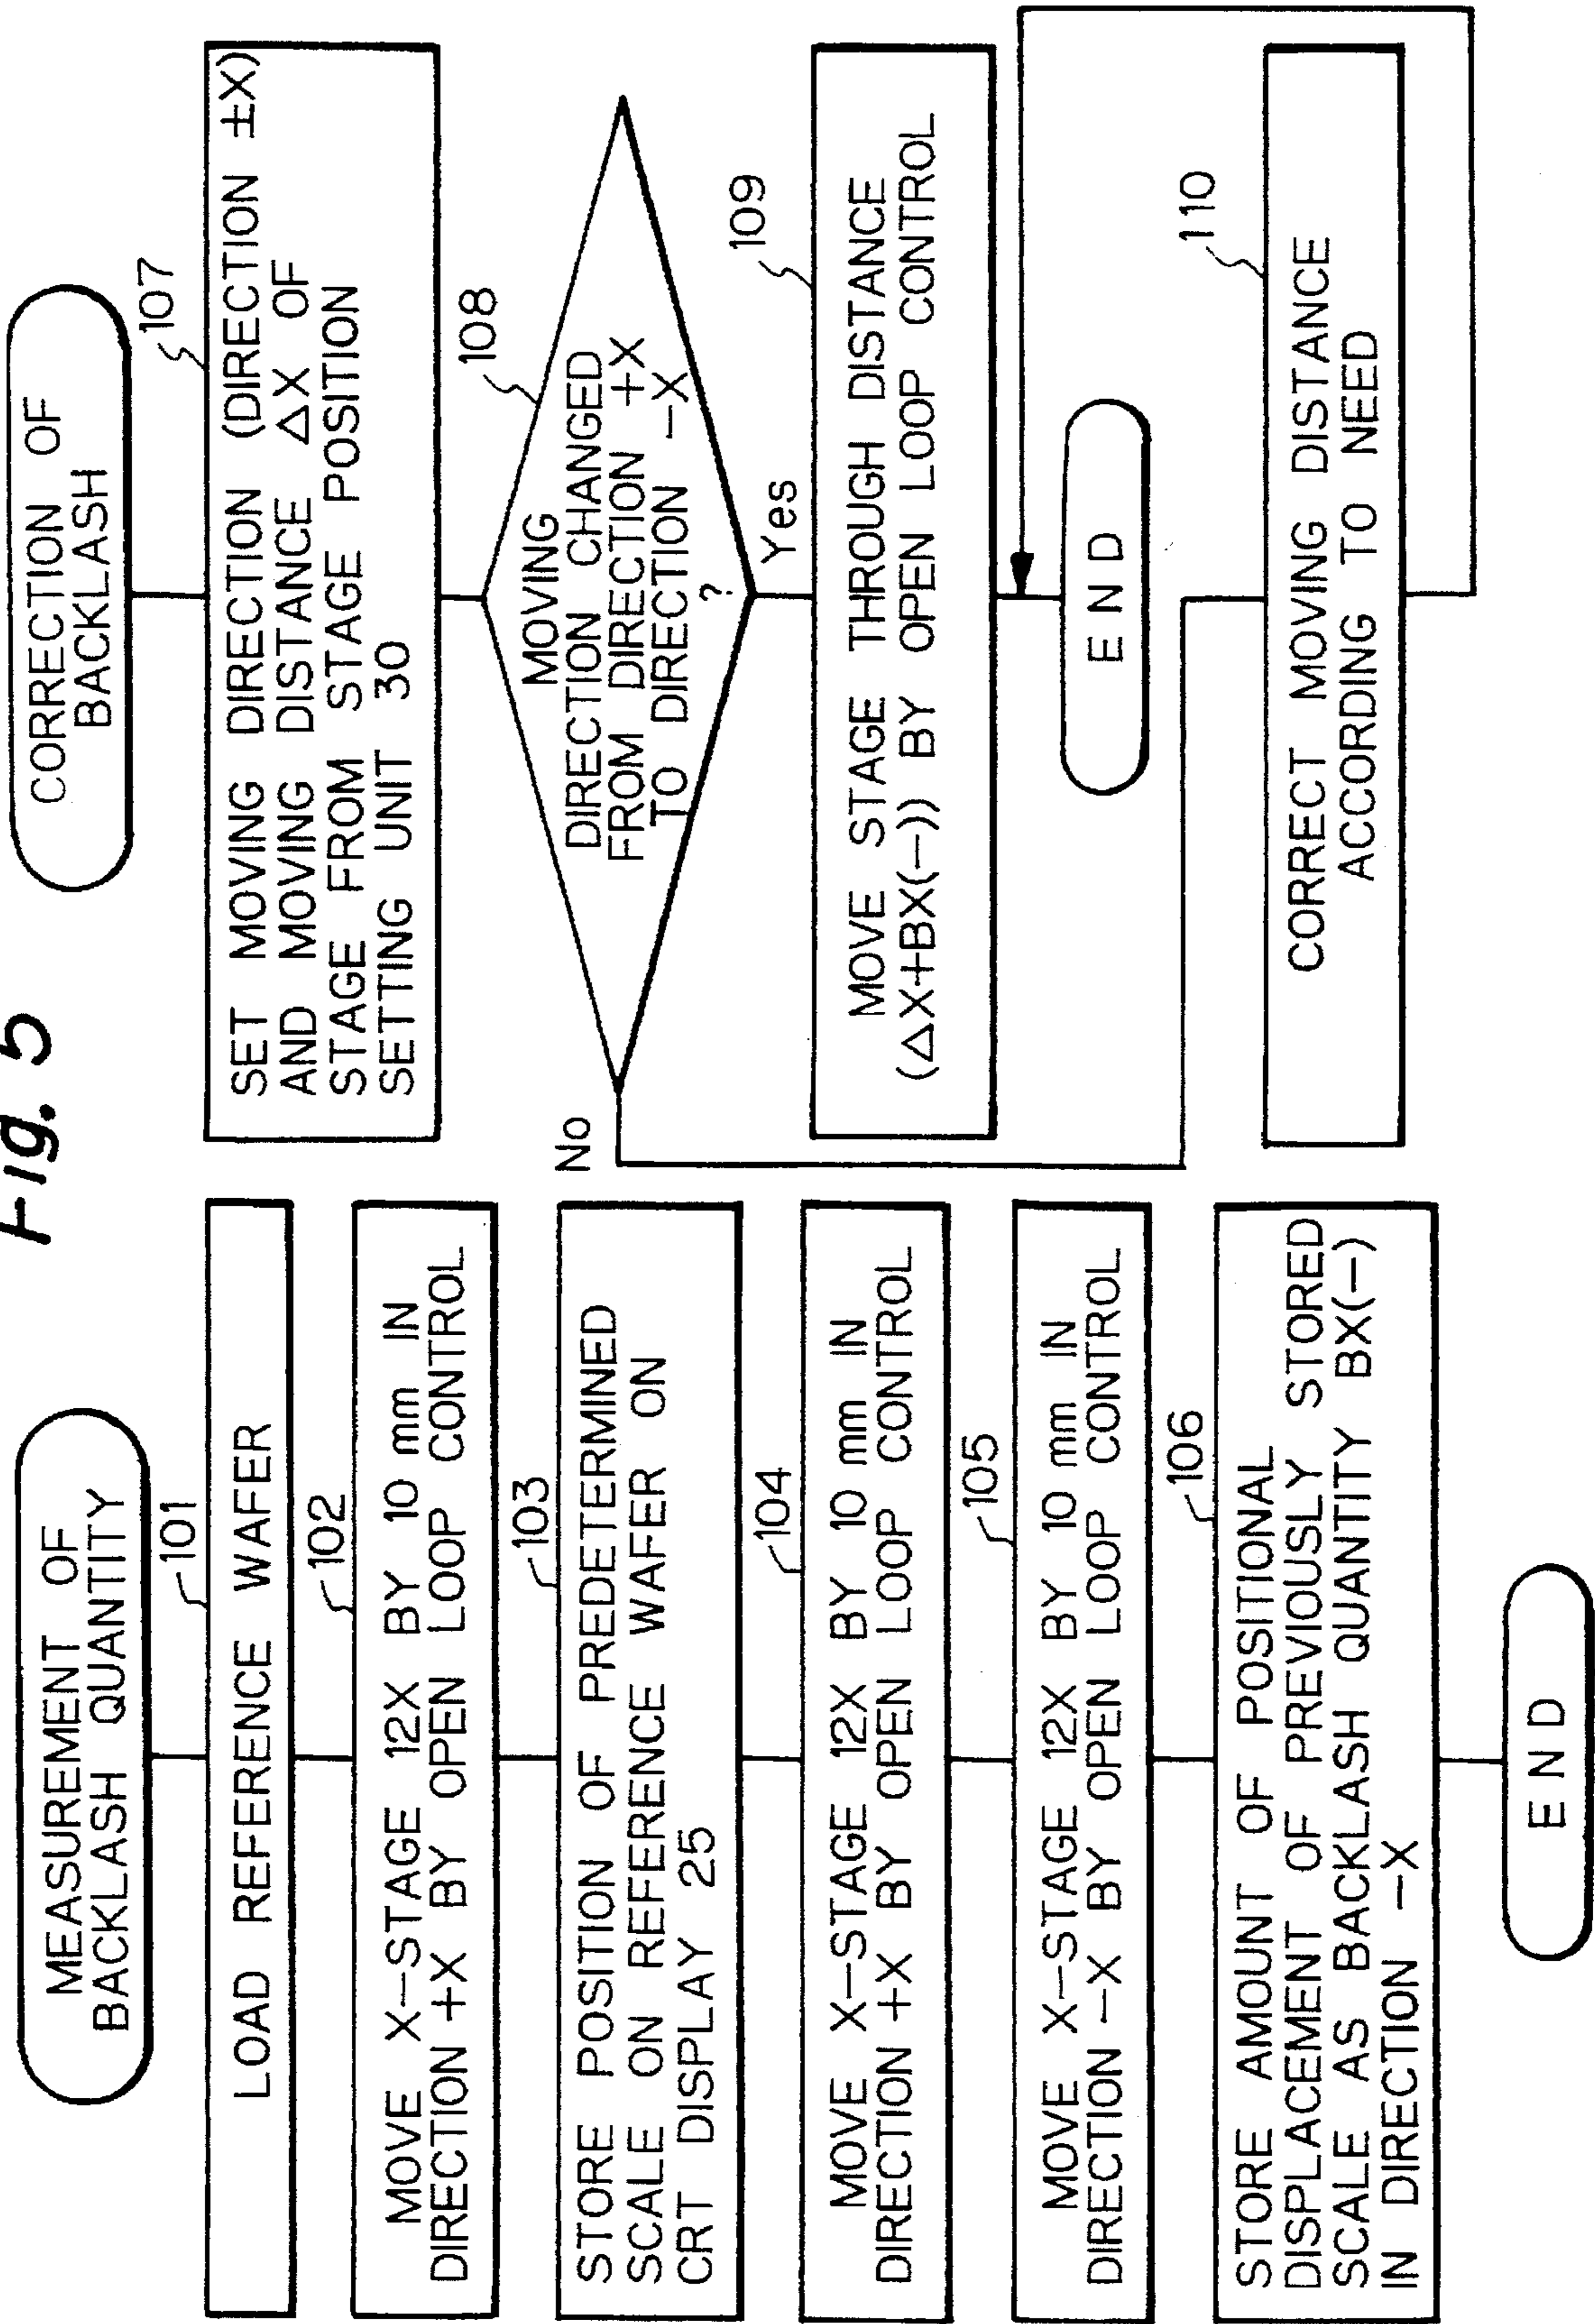 Fig. 5
MEASUREMENT OF
BACKLASH QUANTITY
101
LOAD REFERENCE WAFER
102
MOVE X-STAGE 12X BY 10 mm IN
DIRECTION +X BY OPEN LOOP CONTROL
103
STORE POSITION OF PREDETERMINED
SCALE ON REFERENCE WAFER ON
CRT DISPLAY 25
104
MOVE X-STAGE 12X BY 10 mm IN
DIRECTION +X BY OPEN LOOP CONTROL
105
MOVE X-STAGE 12X BY 10 mm IN
DIRECTION -X BY OPEN LOOP CONTROL
106
STORE AMOUNT OF POSITIONAL
DISPLACEMENT OF PREVIOUSLY STORED
SCALE AS BACKLASH QUANTITY BX(-)
IN DIRECTION -X
END
CORRECTION OF
BACKLASH
107
SET MOVING DIRECTION (DIRECTION ±X)
AND MOVING DISTANCE △X OF
STAGE FROM STAGE POSITION
SETTING UNIT 30
108
MOVING
DIRECTION CHANGED
FROM DIRECTION +X
TO DIRECTION -X
?
Yes
No
109
MOVE STAGE THROUGH DISTANCE
(△X+BX(-)) BY OPEN LOOP CONTROL
END
110
CORRECT MOVING DISTANCE
ACCORDING TO NEED